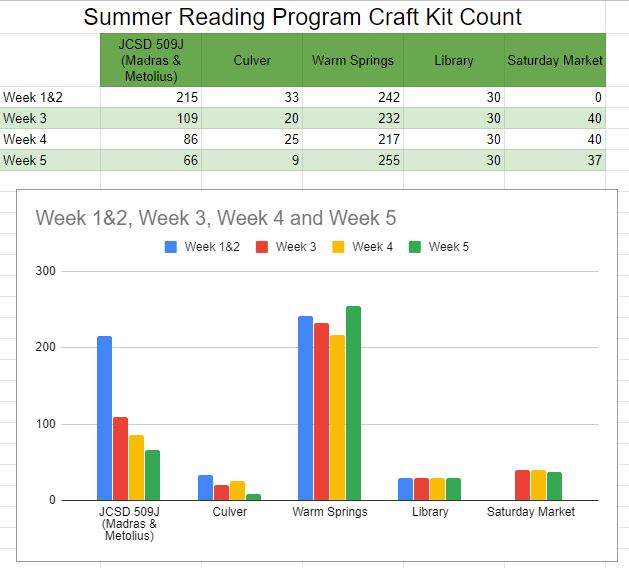 Summer Reading Program Craft Kit Count
JCSD 509J
(Madras &
Metolius)
Culver
Warm Springs
Library
Saturday Market
Week 1&2 215 33 242 30 0
Week 3 109 20 232 30 40
Week 4 86 25 217 30 40
Week 5 66 9 255 30 37
Week 1&2, Week 3, Week 4 and Week 5
Week 1&2 Week 3 Week 4 Week 5
300
200
100
0
JCSD 509J
(Madras &
Metolius)
Culver
Warm Springs
Library
Saturday Market